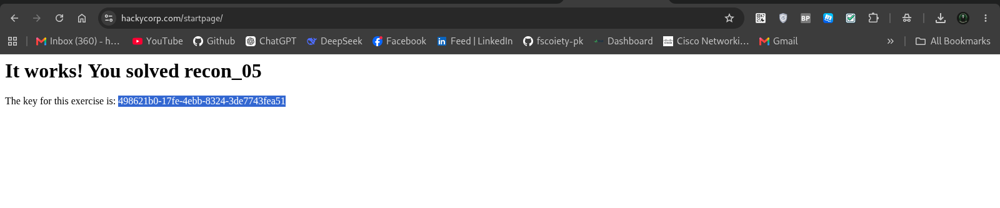 hackycorp.com/startpage/
BP
Inbox (360) - h... YouTube Github ChatGPT DeepSeek Facebook Feed | LinkedIn fscoiety-pk Dashboard Cisco Networki... Gmail » All Bookmarks
It works! You solved recon_05
The key for this exercise is: 498621b0-17fe-4ebb-8324-3de7743fea51